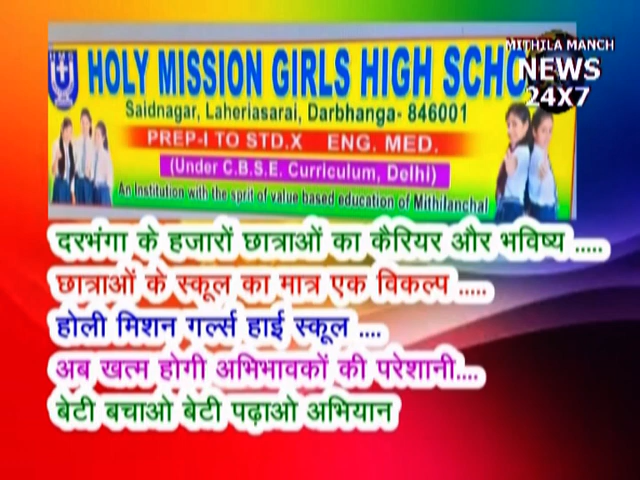 HOLY MISSION GIRLS HIGH SCHO
MITHILA MANCH
NEWS
24X7
Saidnagar, Laheriasarai, Darbhanga- 846001
PREP-I TO STD.X ENG. MED.
(Under C.B.S.E. Curriculum, Delhi)
An Institution with the sprit of value based education of Mithilanchal
दरभंगा के हजारों छात्राओं का कैरियर और भविष्य .....
छात्राओं के स्कूल का मात्र एक विकल्प .....
होली मिशन गर्ल्स हाई स्कूल ....
अब खत्म होगी अभिभावकों की परेशानी....
बेटी बचाओ बेटी पढ़ाओ अभियान